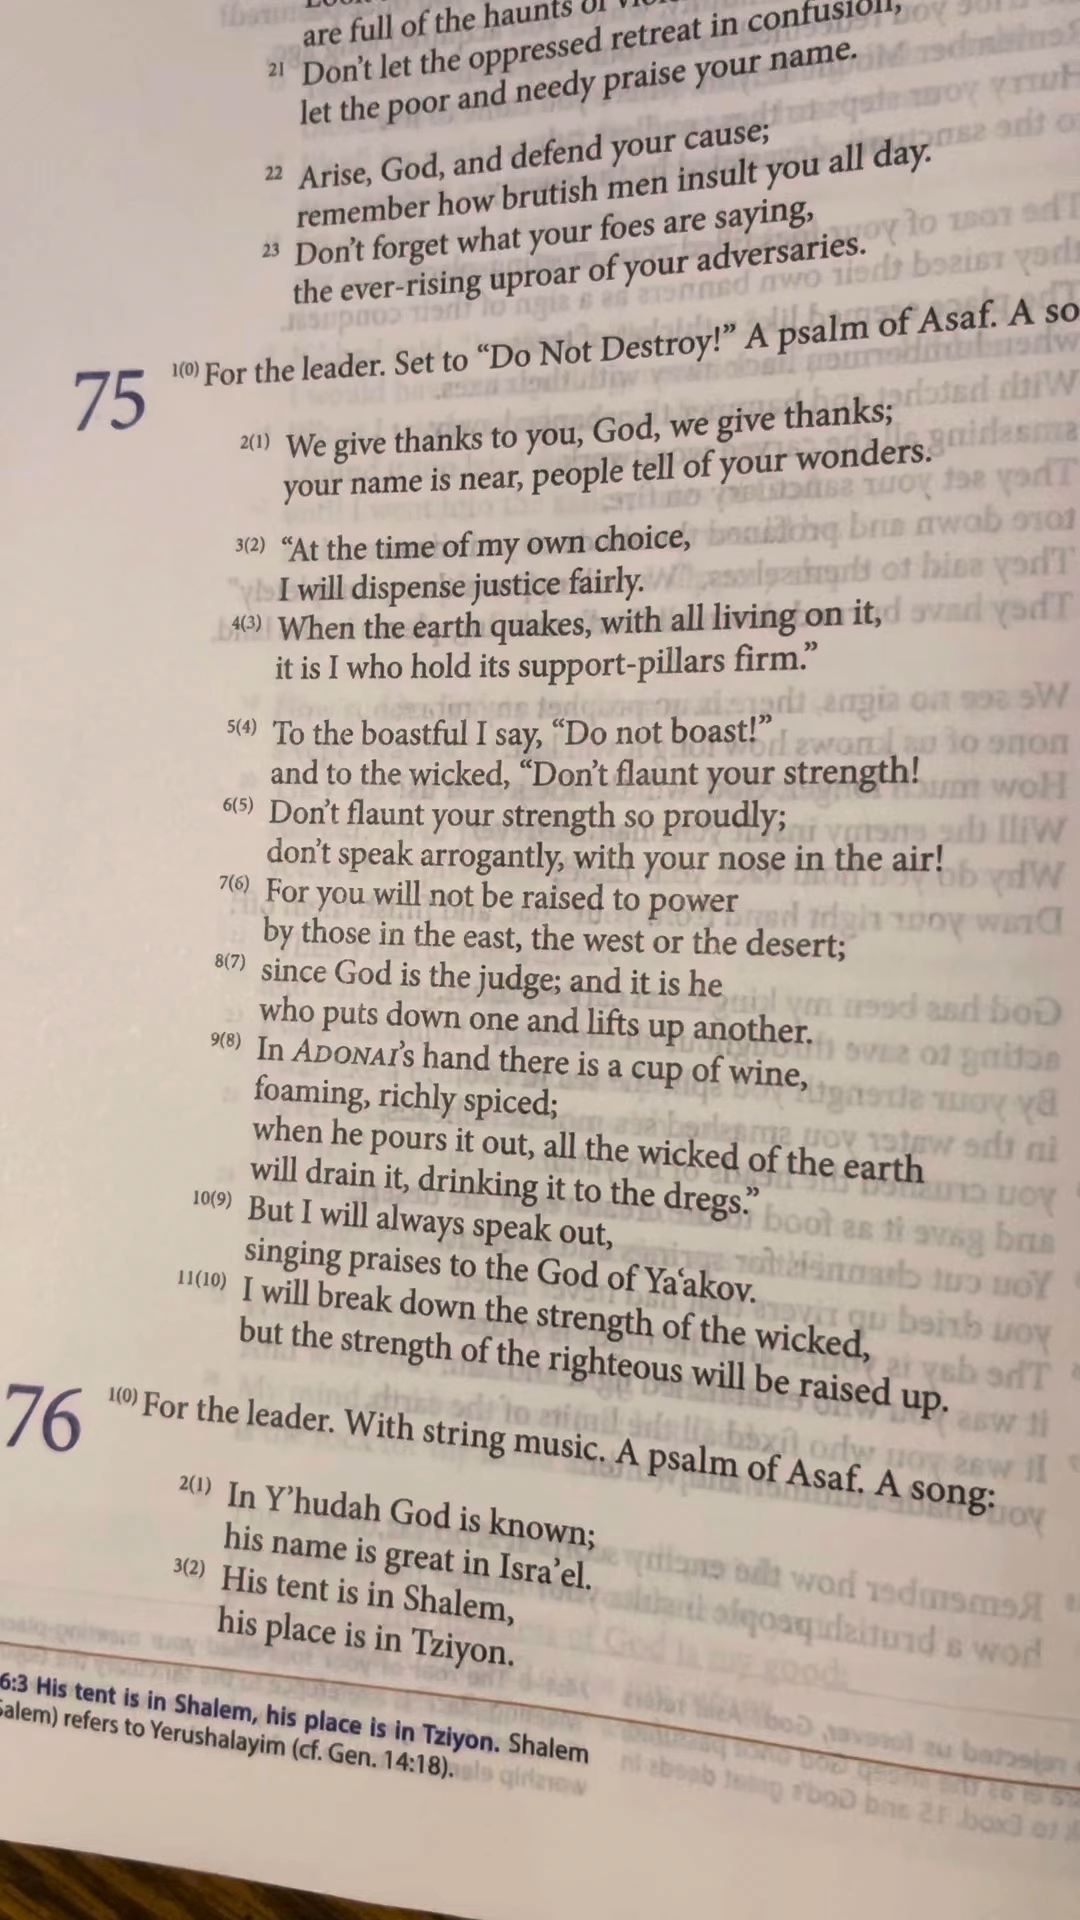 are full of the haunts of
21 Don't let the oppressed retreat in confusion,
let the poor and needy praise your name.
22 Arise, God, and defend your cause;
remember how brutish men insult you all day.
23 Don't forget what your foes are saying,
the ever-rising uproar of your adversaries.
75 1(0) For the leader. Set to “Do Not Destroy!” A psalm of Asaf. A so
2(1) We give thanks to you, God, we give thanks;
your name is near, people tell of your wonders.
3(2) “At the time of my own choice,
I will dispense justice fairly.
4(3) When the earth quakes, with all living on it,
it is I who hold its support-pillars firm.”
5(4) To the boastful I say, “Do not boast!”
and to the wicked, “Don't flaunt your strength!
6(5) Don't flaunt your strength so proudly;
don't speak arrogantly, with your nose in the air!
7(6) For you will not be raised to power
by those in the east, the west or the desert;
8(7) since God is the judge; and it is he
who puts down one and lifts up another.
9(8) In ADONAI's hand there is a cup of wine,
foaming, richly spiced;
when he pours it out, all the wicked of the earth
will drain it, drinking it to the dregs.”
10(9) But I will always speak out,
singing praises to the God of Ya‘akov.
11(10) I will break down the strength of the wicked,
but the strength of the righteous will be raised up.
76 1(0) For the leader. With string music. A psalm of Asaf. A song:
2(1) In Y'hudah God is known;
his name is great in Isra'el.
3(2) His tent is in Shalem,
his place is in Tziyon.
6:3 His tent is in Shalem, his place is in Tziyon. Shalem
alem) refers to Yerushalayim (cf. Gen. 14:18).